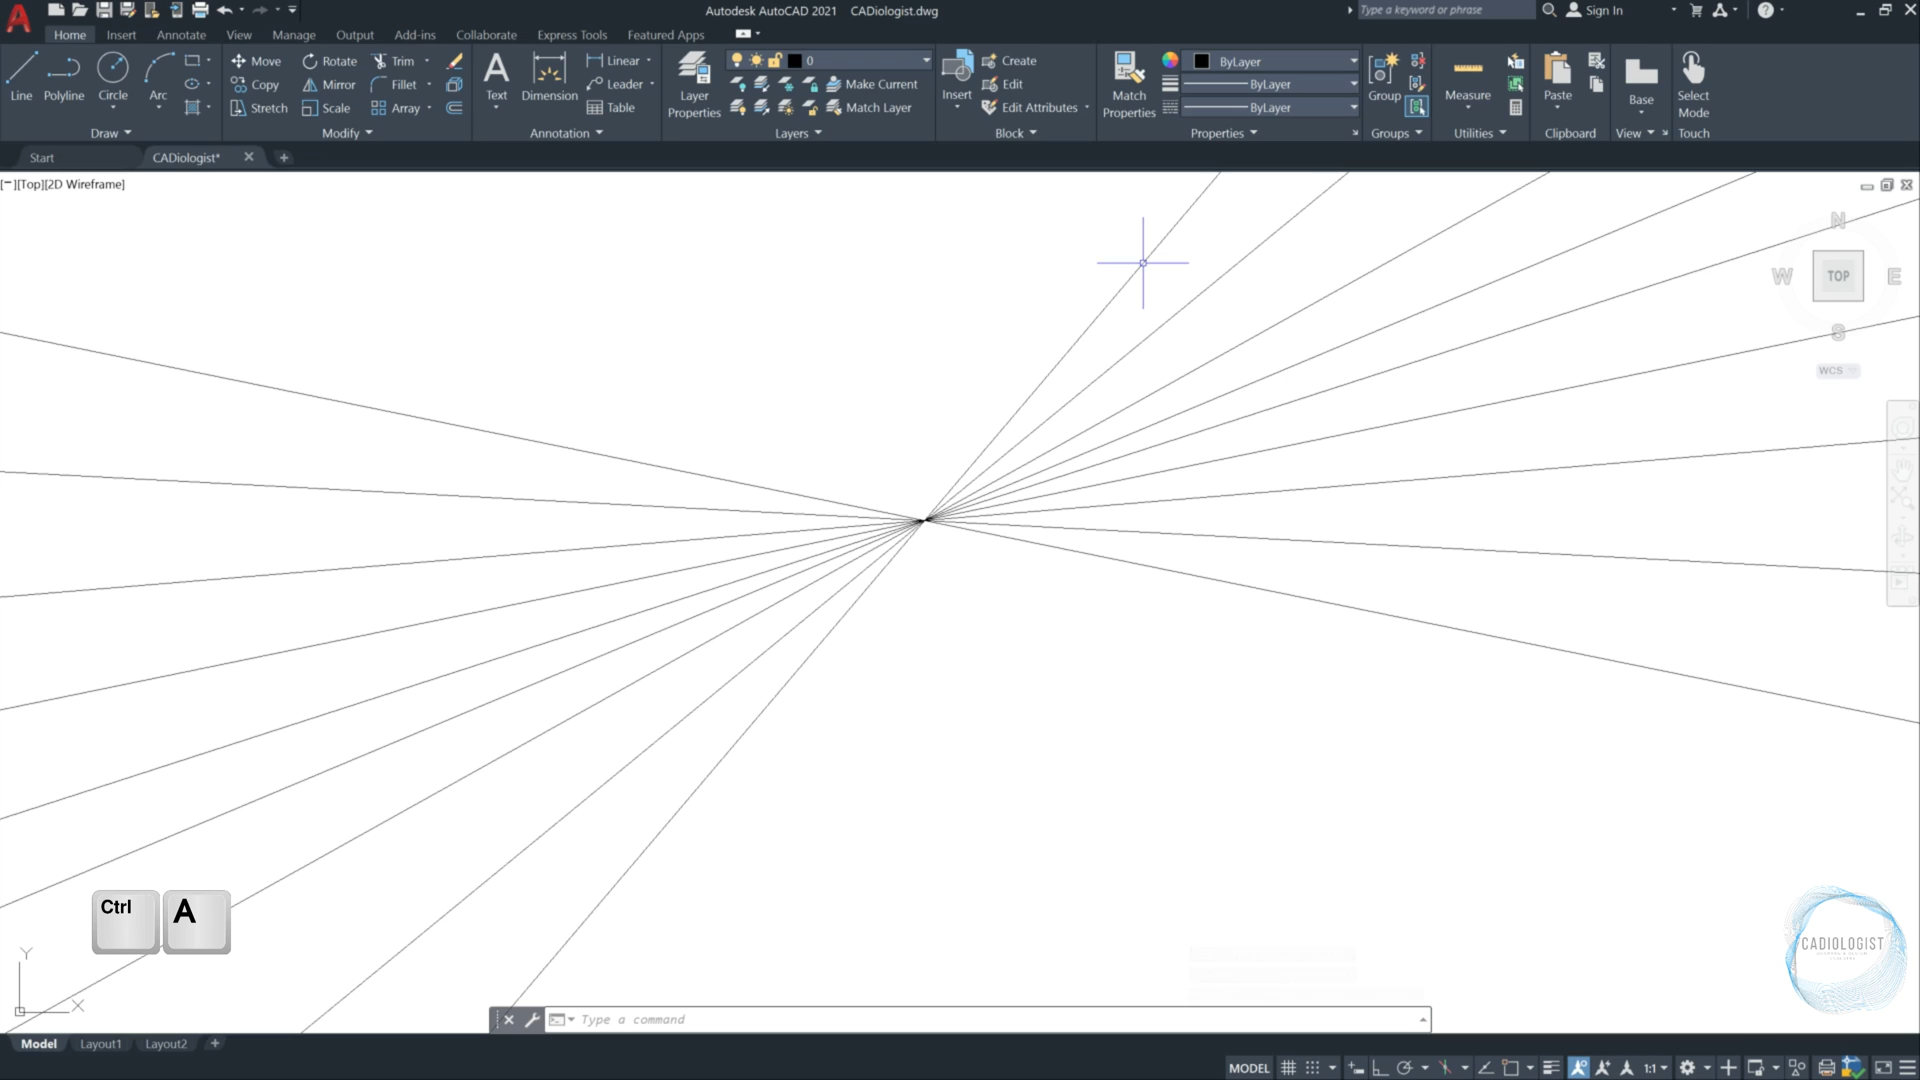 Autodesk AutoCAD 2021 CADiologist.dwg
Type a keyword or phrase
Sign In
Home Insert Annotate View Manage Output Add-ins Collaborate Express Tools Featured Apps
Line Polyline Circle Arc
Move Rotate Trim
Copy Mirror Fillet
Stretch Scale Array
Text Dimension
Linear
Leader
Table
Layer Properties
0
Make Current
Match Layer
Insert
Create
Edit
Edit Attributes
Match Properties
ByLayer
ByLayer
ByLayer
Group
Measure
Paste
Base
Select Mode
Draw Modify Annotation Layers Block Properties Groups Utilities Clipboard View Touch
Start CADiologist*
[–][Top][2D Wireframe]
N
W TOP E
S
WCS
Ctrl A
Y
X
CADIOLOGIST
Type a command
Model Layout1 Layout2
MODEL 1:1